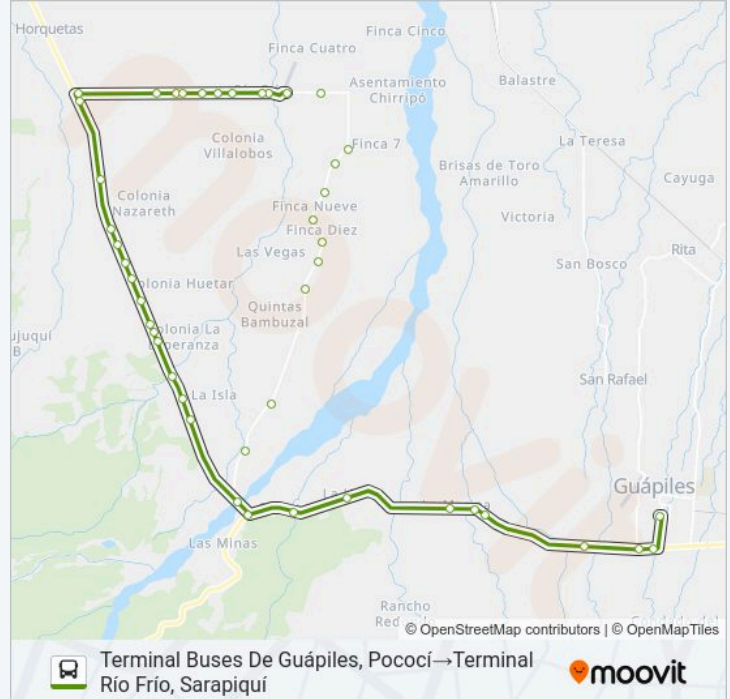 Horquetas
Finca Cinco
Finca Cuatro
Asentamiento
Chirripó
Balastre
Colonia
Villalobos
Finca 7
La Teresa
Brisas de Toro
Amarillo
Cayuga
Colonia
Nazareth
Finca Nueve
Finca Diez
Victoria
Las Vegas
Rita
San Bosco
Colonia Huetar
Quintas
Bambuzal
Colonia La
Esperanza
ujuquí
B
La Isla
San Rafael
Guápiles
Las Minas
Rancho
Red
© OpenStreetMap contributors | © OpenMapTiles
Terminal Buses De Guápiles, Pococí→Terminal
Río Frío, Sarapiquí
moovit